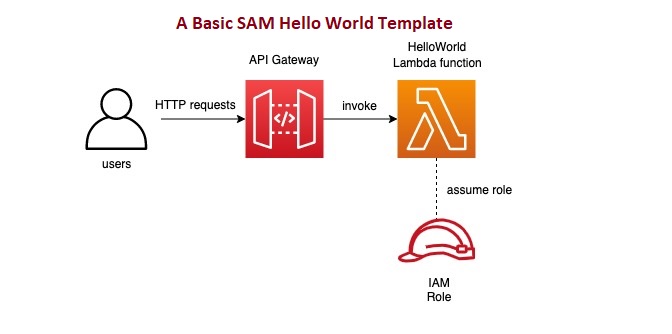 A Basic SAM Hello World Template
HelloWorld
Lambda function
API Gateway
HTTP requests
</>
invoke
users
assume role
IAM
Role